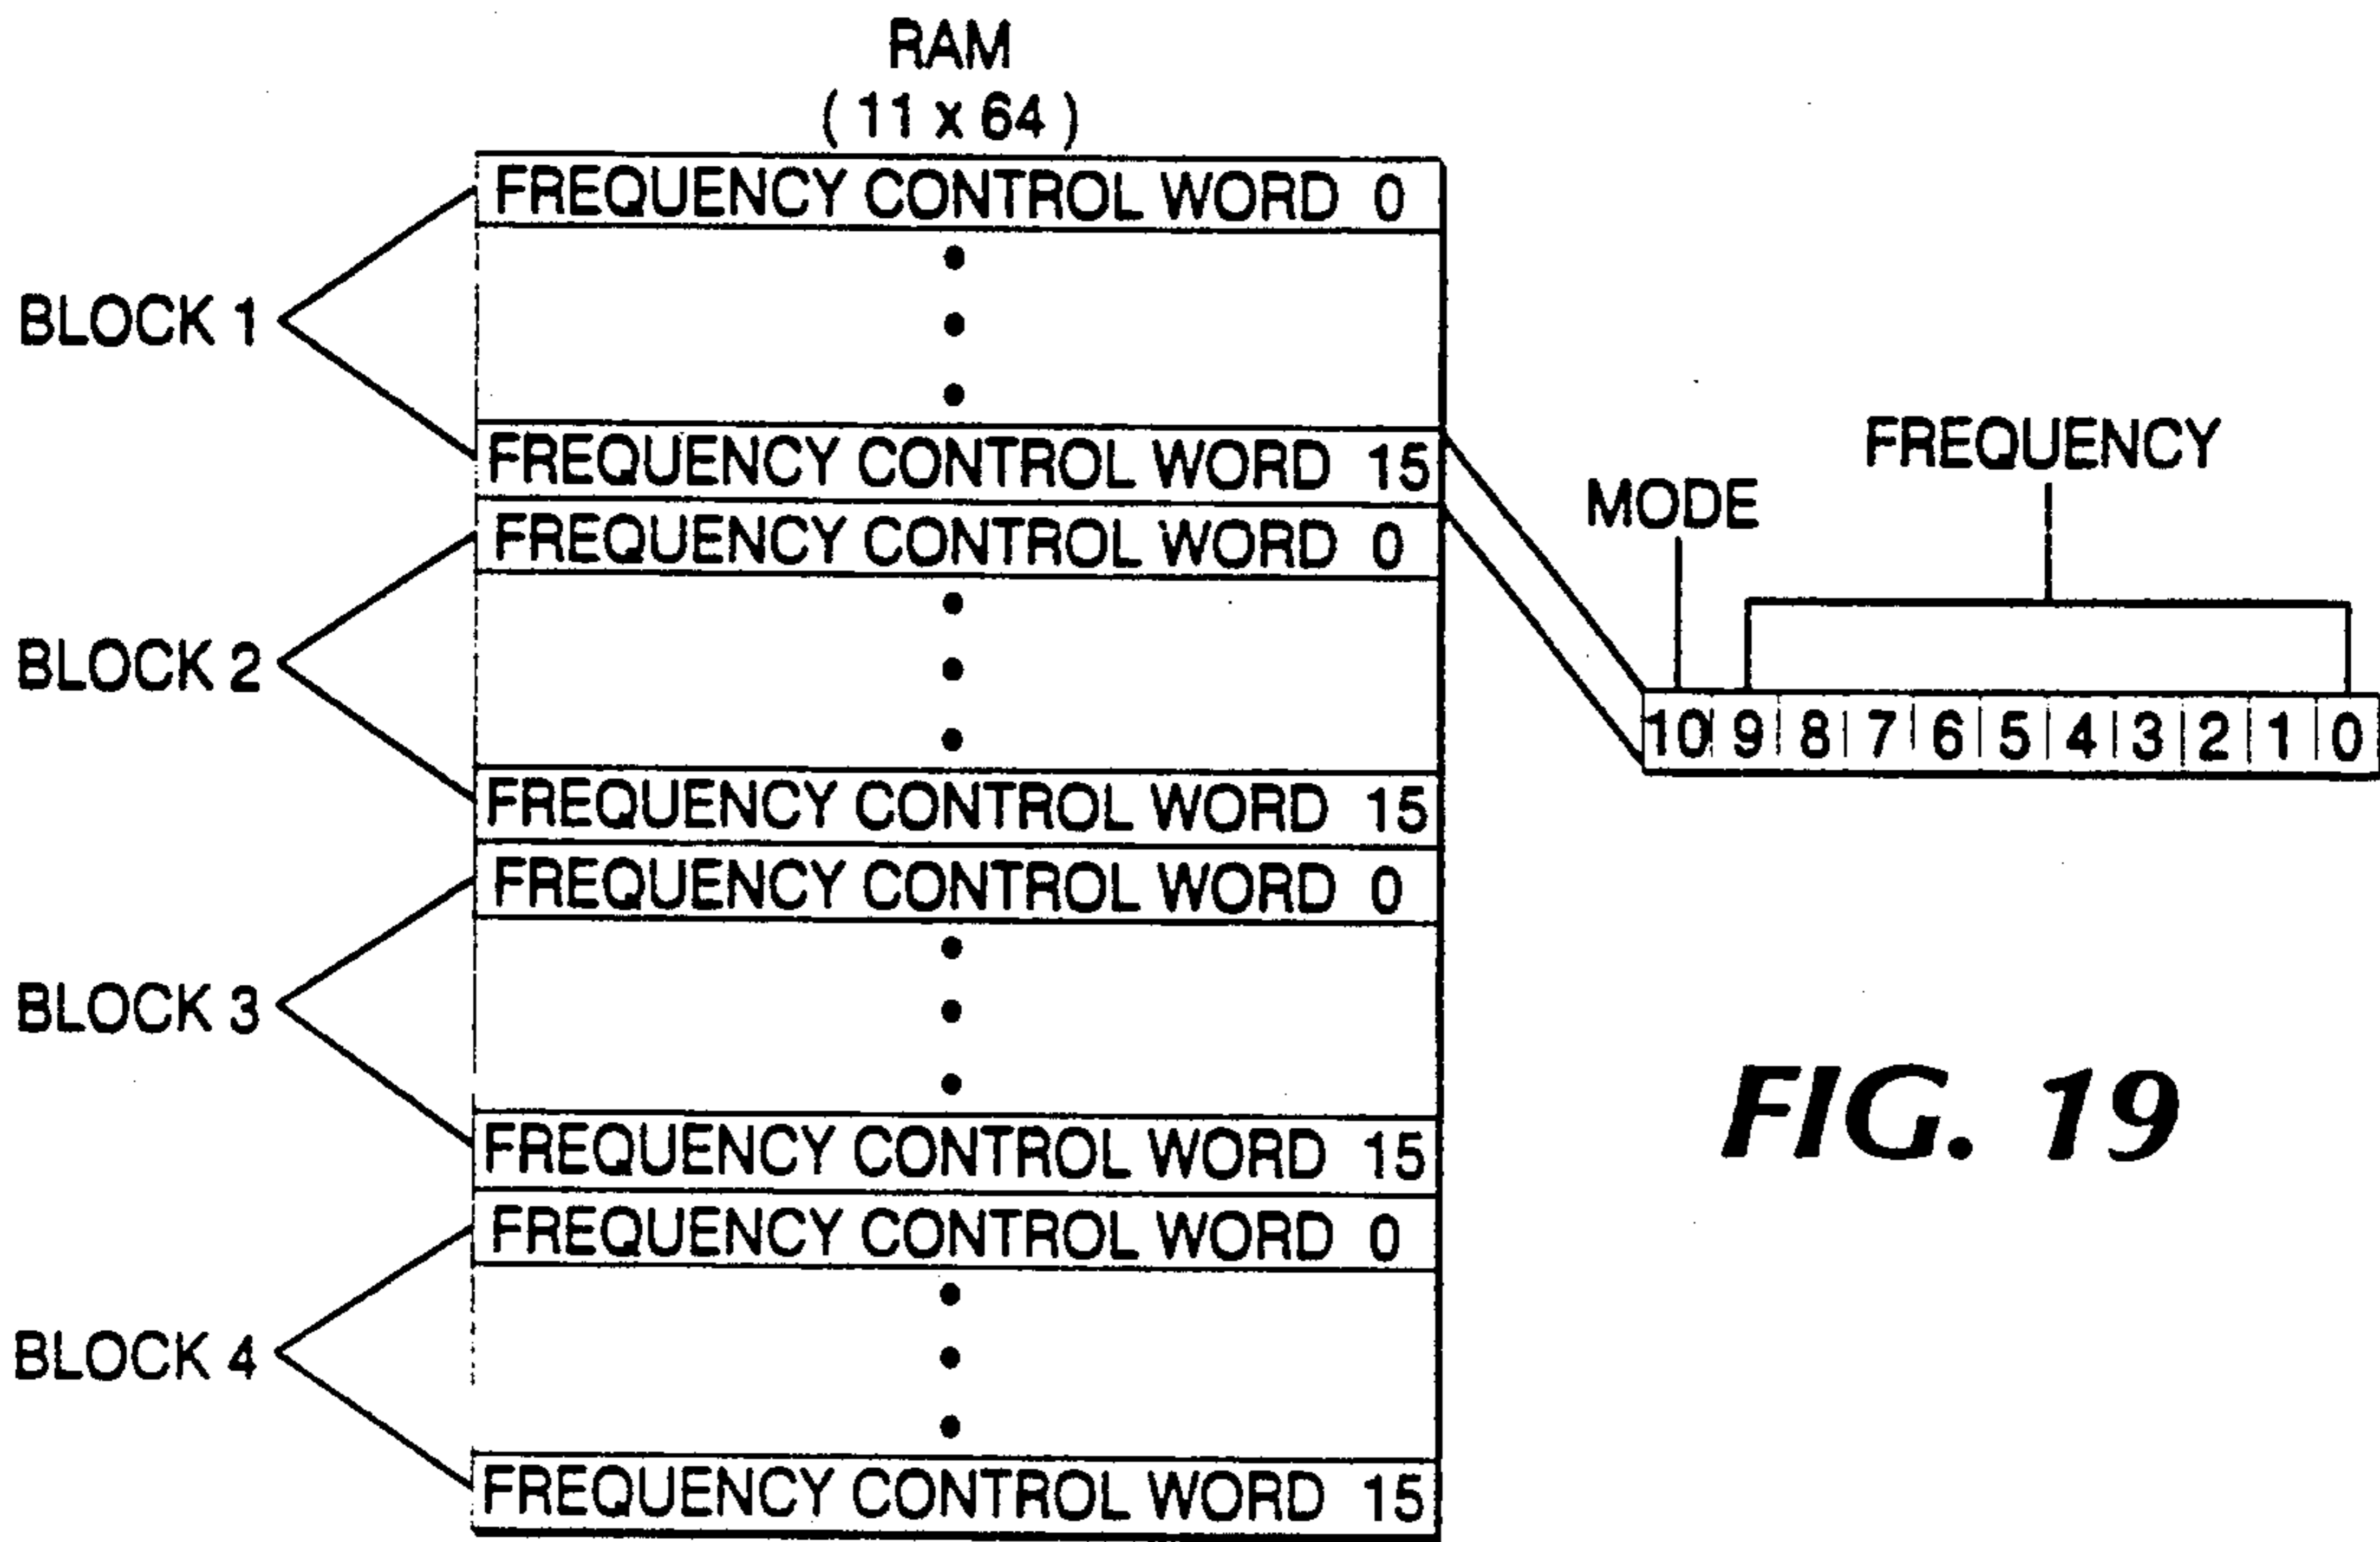 RAM
( 11 x 64 )
FREQUENCY CONTROL WORD 0
BLOCK 1
FREQUENCY CONTROL WORD 15
FREQUENCY
MODE
FREQUENCY CONTROL WORD 0
BLOCK 2
10 9 8 7 6 5 4 3 2 1 0
FREQUENCY CONTROL WORD 15
FREQUENCY CONTROL WORD 0
BLOCK 3
FIG. 19
FREQUENCY CONTROL WORD 15
FREQUENCY CONTROL WORD 0
BLOCK 4
FREQUENCY CONTROL WORD 15